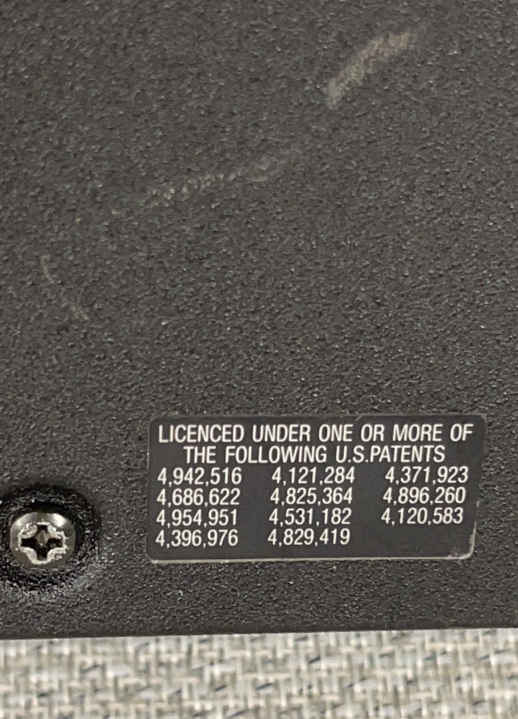 LICENCED UNDER ONE OR MORE OF
THE FOLLOWING U.S.PATENTS
4,942,516 4,121,284 4,371,923
4,686,622 4,825,364 4,896,260
4,954,951 4,531,182 4,120,583
4,396,976 4,829,419